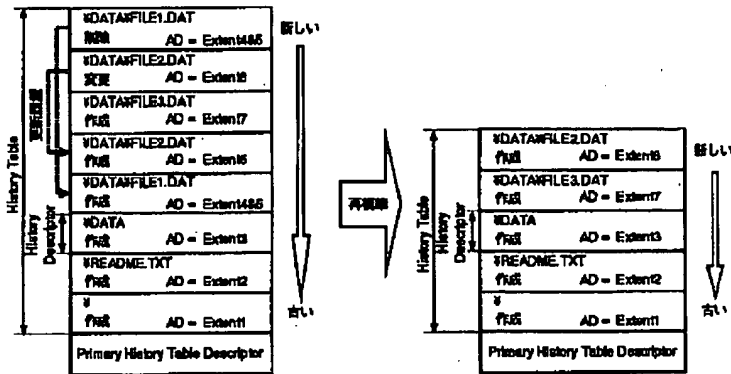 ¥DATA¥FILE1.DAT
削除 AD = Extent4&5
¥DATA¥FILE2.DAT
変更 AD = Extent6
¥DATA¥FILE3.DAT
作成 AD = Extent7
¥DATA¥FILE2.DAT
作成 AD = Extent5
¥DATA¥FILE1.DAT
作成 AD = Extent4&5
¥DATA
作成 AD = Extent3
¥README.TXT
作成 AD = Extent2
¥
作成 AD = Extent1
Primary History Table Descriptor
History Table
更新履歴
History
Descriptor
新しい
古い
再構築
¥DATA¥FILE2.DAT
作成 AD = Extent6
¥DATA¥FILE3.DAT
作成 AD = Extent7
¥DATA
作成 AD = Extent3
¥README.TXT
作成 AD = Extent2
¥
作成 AD = Extent1
Primary History Table Descriptor
History Table
History
Descriptor
新しい
古い